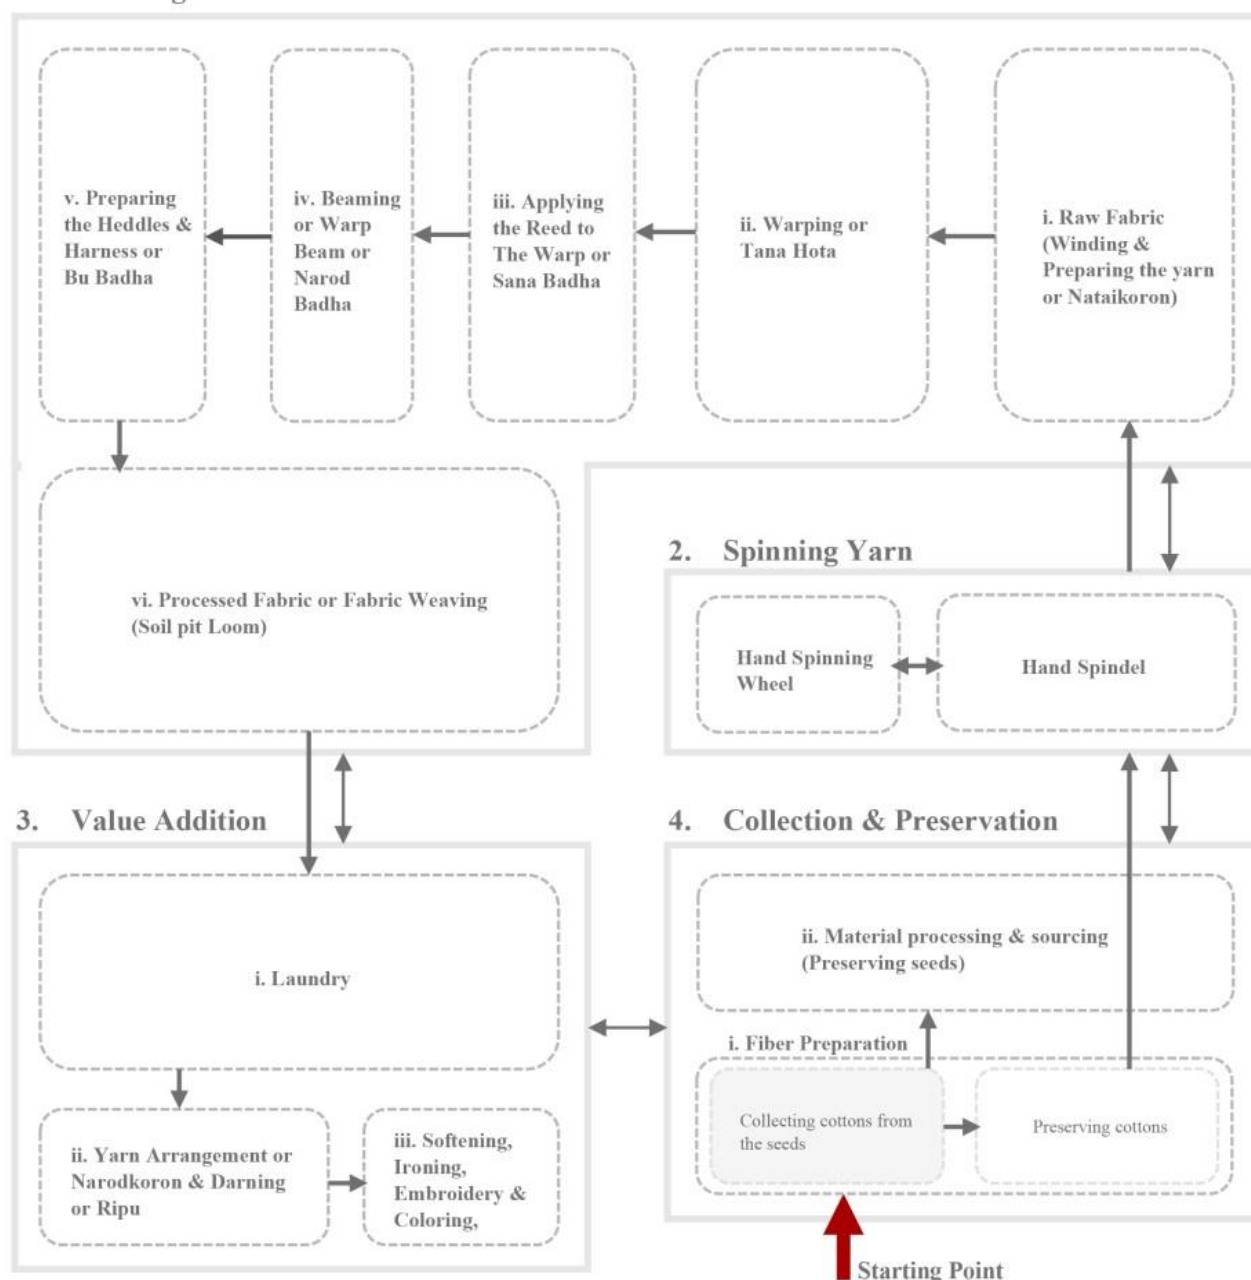 v. Preparing
the Heddles &
Harness or
Bu Badha
iv. Beaming
or Warp
Beam or
Narod
Badha
iii. Applying
the Reed to
The Warp or
Sana Badha
ii. Warping or
Tana Hota
i. Raw Fabric
(Winding &
Preparing the yarn
or Nataikoron)
vi. Processed Fabric or Fabric Weaving
(Soil pit Loom)
2. Spinning Yarn
Hand Spinning
Wheel
Hand Spindel
3. Value Addition
i. Laundry
ii. Yarn Arrangement or
Narodkoron & Darning
or Ripu
iii. Softening,
Ironing,
Embroidery &
Coloring,
4. Collection & Preservation
ii. Material processing & sourcing
(Preserving seeds)
i. Fiber Preparation
Collecting cottons from
the seeds
Preserving cottons
Starting Point